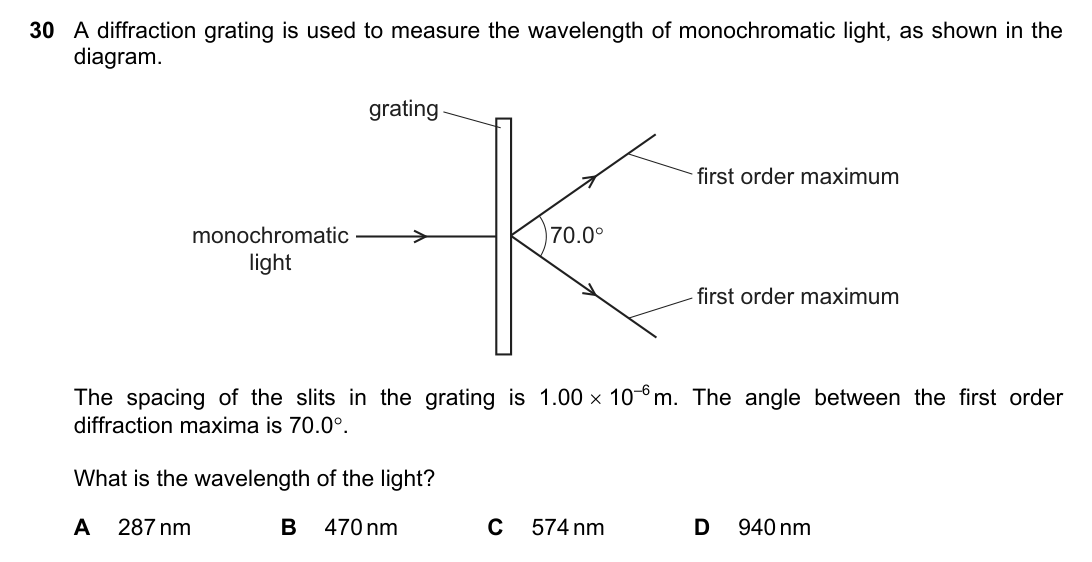 30 A diffraction grating is used to measure the wavelength of monochromatic light, as shown in the
diagram.
grating
first order maximum
monochromatic
light
70.0°
first order maximum
The spacing of the slits in the grating is 1.00 × 10⁻⁶ m. The angle between the first order
diffraction maxima is 70.0°.
What is the wavelength of the light?
A 287 nm B 470 nm C 574 nm D 940 nm